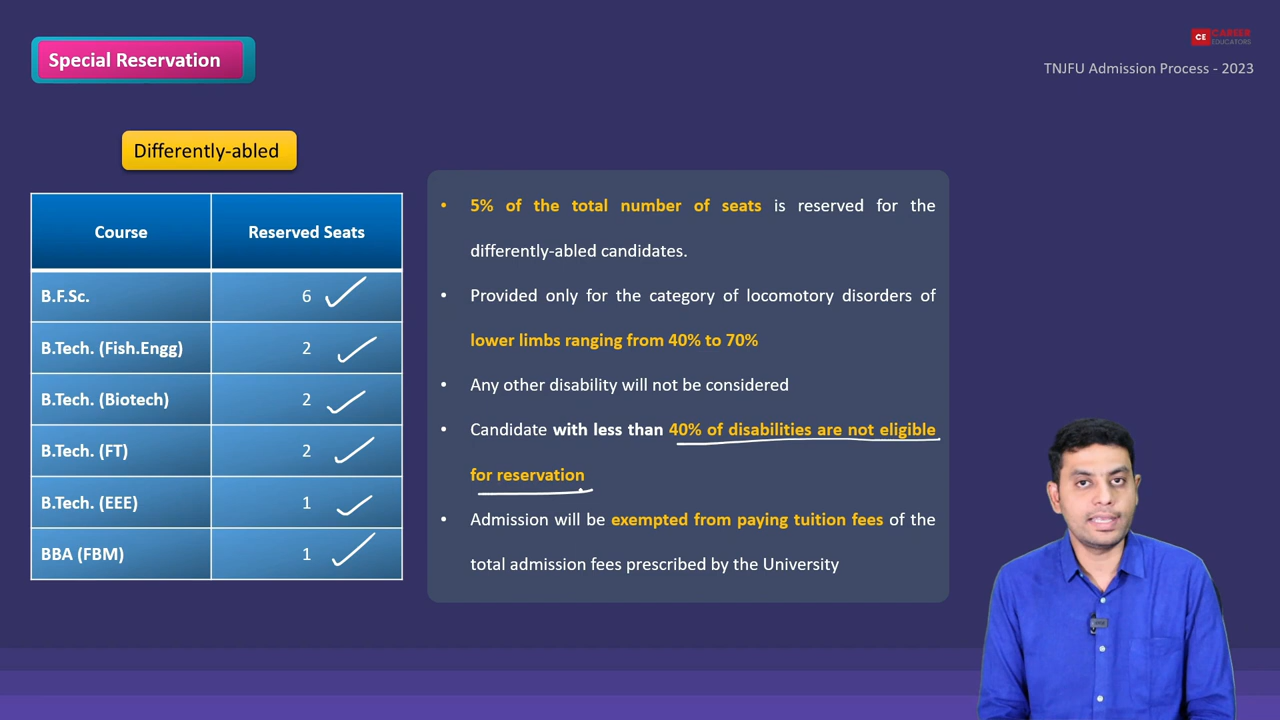 Special Reservation
CE CAREER
EDUCATORS
TNJFU Admission Process - 2023
Differently-abled
Course Reserved Seats
B.F.Sc. 6
B.Tech. (Fish.Engg) 2
B.Tech. (Biotech) 2
B.Tech. (FT) 2
B.Tech. (EEE) 1
BBA (FBM) 1
• 5% of the total number of seats is reserved for the
differently-abled candidates.
• Provided only for the category of locomotory disorders of
lower limbs ranging from 40% to 70%
• Any other disability will not be considered
• Candidate with less than 40% of disabilities are not eligible
for reservation
• Admission will be exempted from paying tuition fees of the
total admission fees prescribed by the University